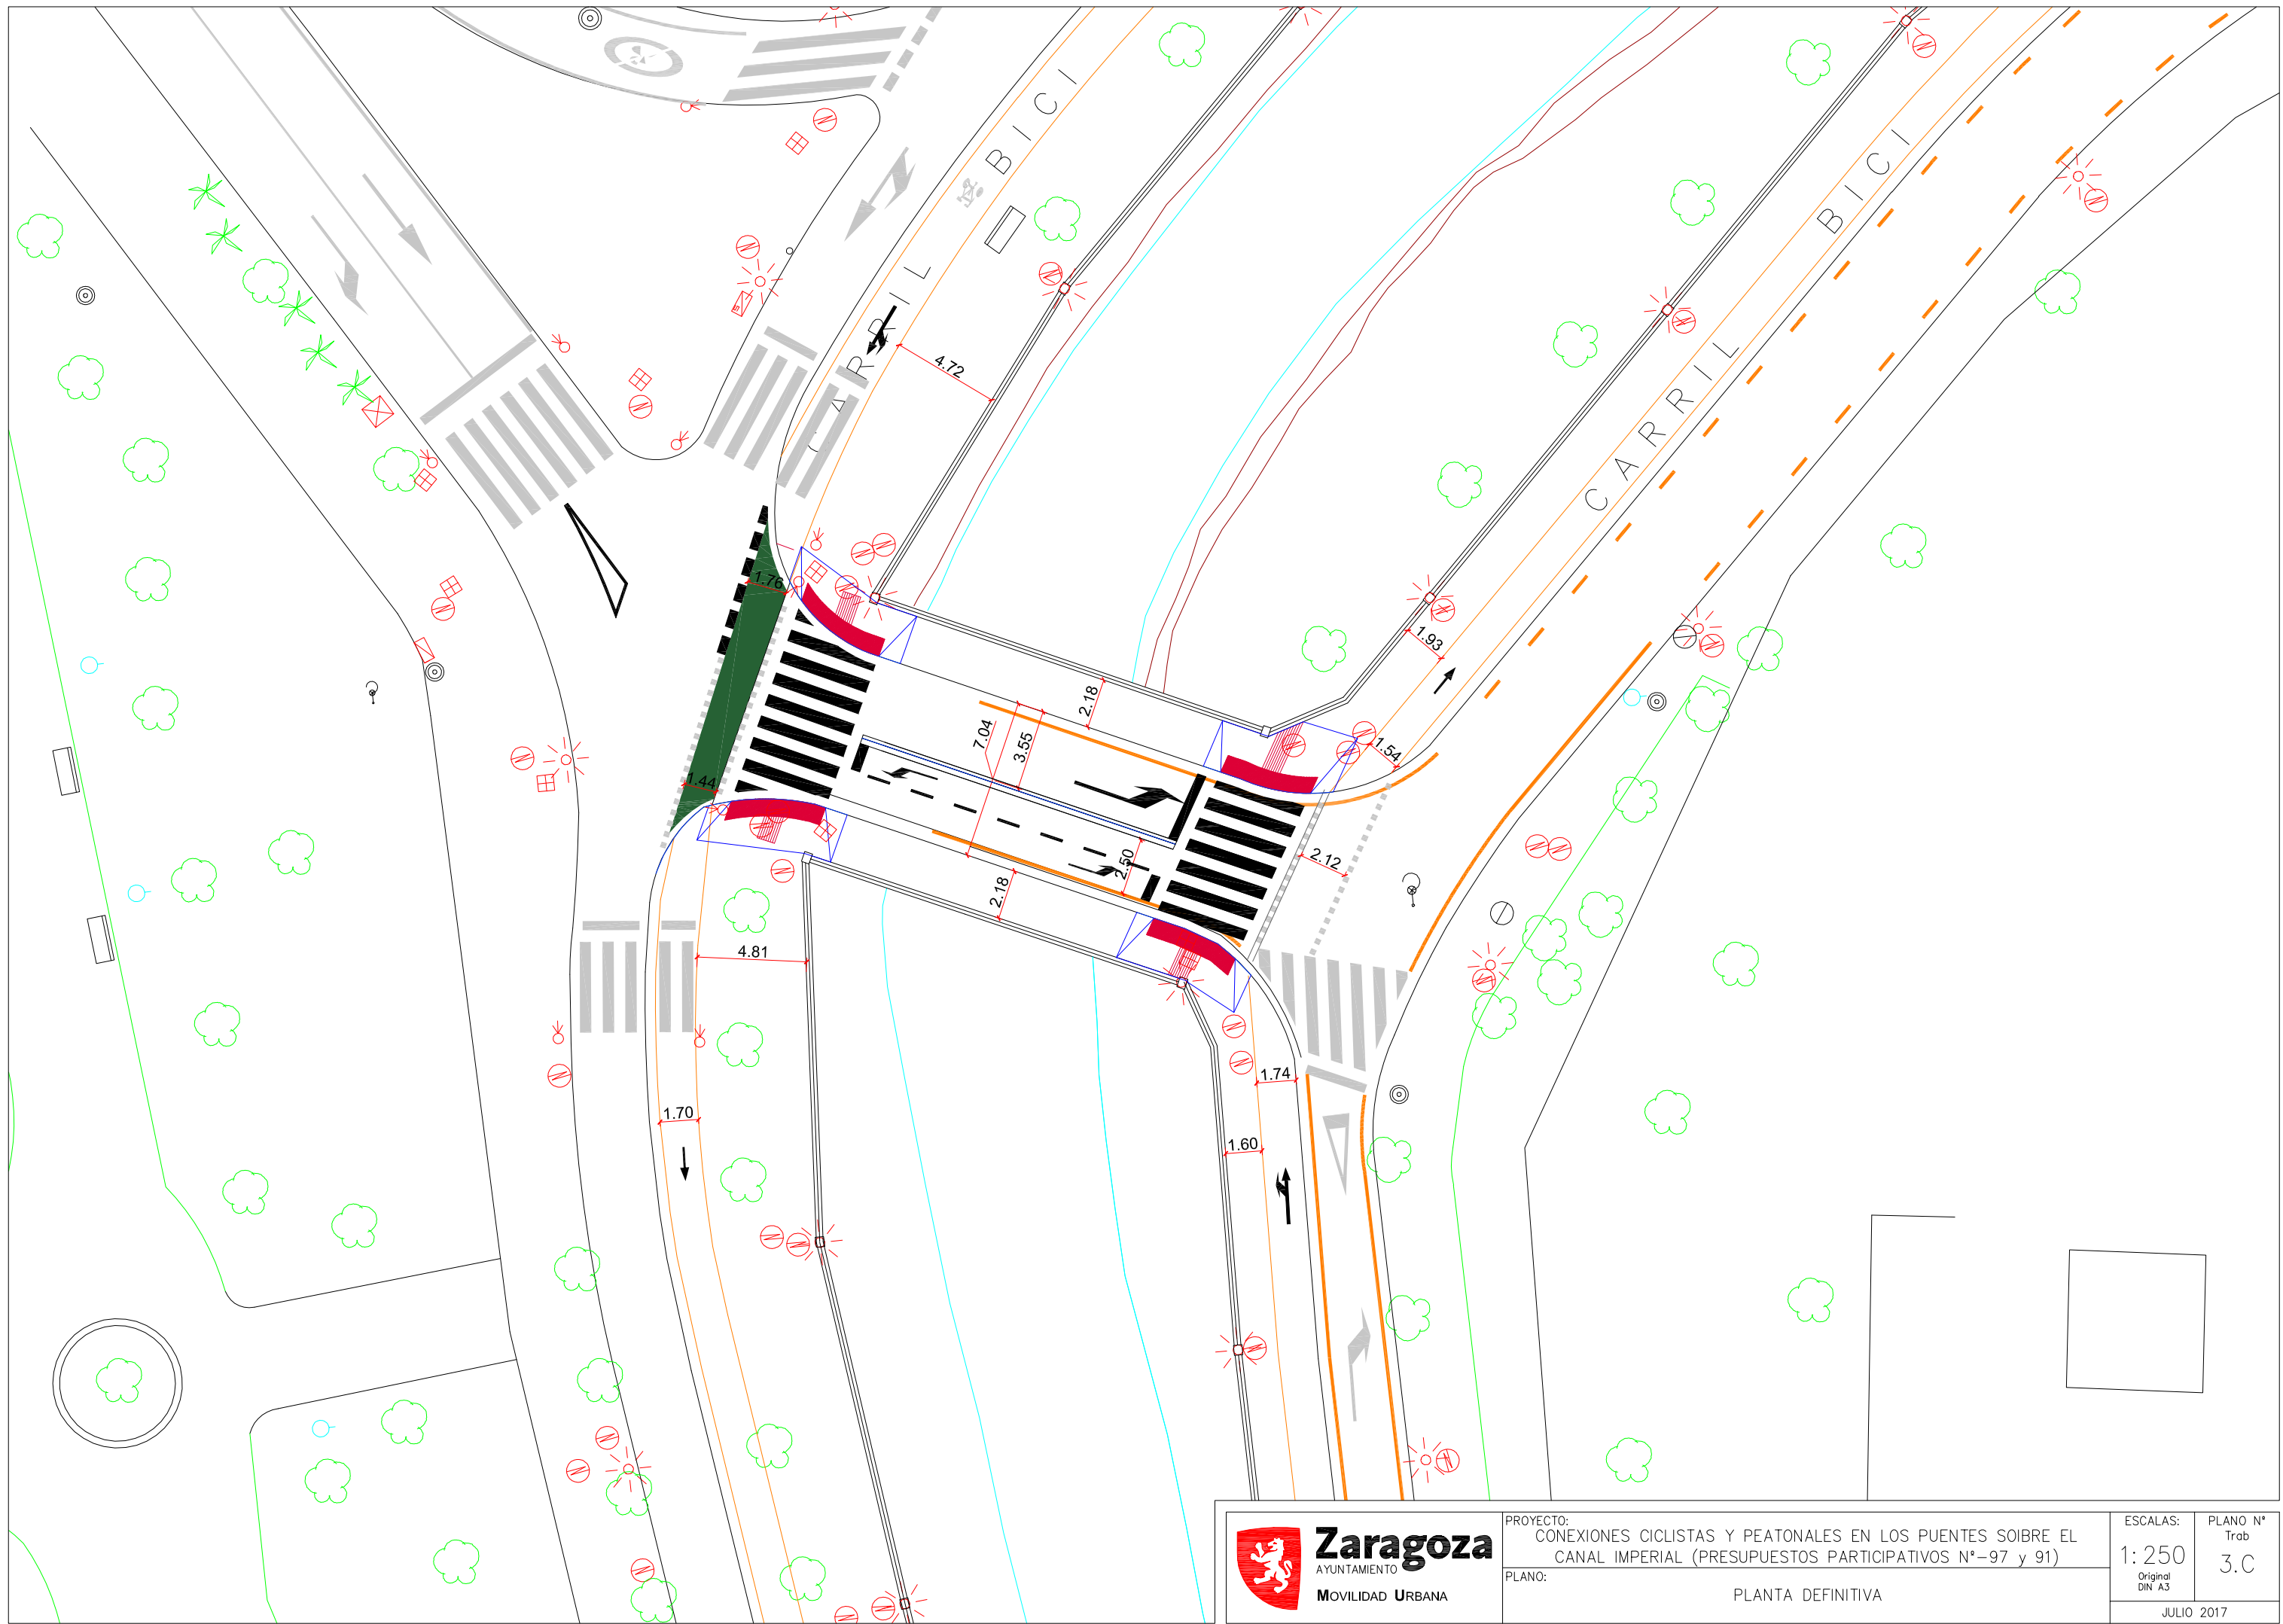 CARRIL BICI
CARRIL BICI
4.72
1.76
1.93
2.18
7.04
3.55
1.54
1.44
2.50
2.12
2.18
4.81
1.74
1.70
1.60
Zaragoza
AYUNTAMIENTO
MOVILIDAD URBANA
PROYECTO:
CONEXIONES CICLISTAS Y PEATONALES EN LOS PUENTES SOIBRE EL
CANAL IMPERIAL (PRESUPUESTOS PARTICIPATIVOS Nº-97 y 91)
PLANO:
PLANTA DEFINITIVA
ESCALAS:
1:250
Original
DIN A3
PLANO Nº
Trab
3.C
JULIO 2017